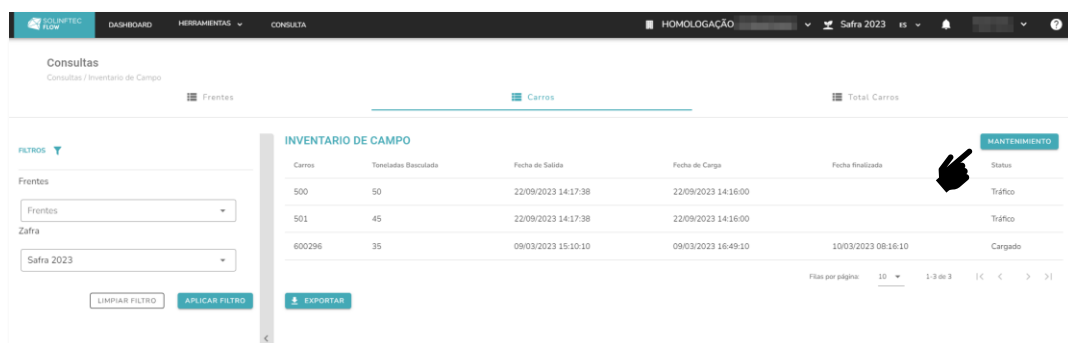 SOLINFTEC FLOW DASHBOARD HERRAMIENTAS CONSULTA HOMOLOGAÇÃO Safra 2023 ES ?
Consultas
Consultas / Inventario de Campo
Frentes Carros Total Carros
FILTROS
Frentes
Frentes
Zafra
Safra 2023
LIMPIAR FILTRO APLICAR FILTRO
INVENTARIO DE CAMPO
MANTENIMIENTO
Carros Toneladas Basculada Fecha de Salida Fecha de Carga Fecha finalizada Status
500 50 22/09/2023 14:17:38 22/09/2023 14:16:00 Tráfico
501 45 22/09/2023 14:17:38 22/09/2023 14:16:00 Tráfico
600296 35 09/03/2023 15:10:10 09/03/2023 16:49:10 10/03/2023 08:16:10 Cargado
Filas por página: 10 1-3 de 3
EXPORTAR